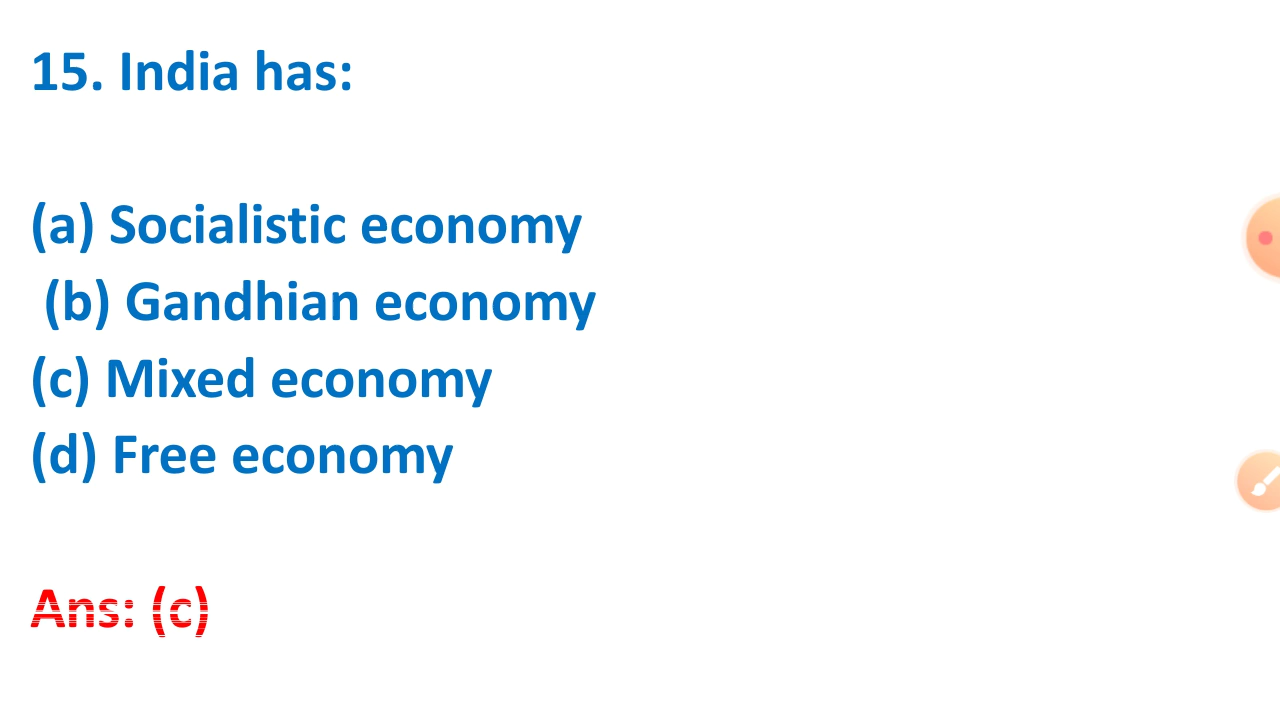 15. India has:
(a) Socialistic economy
(b) Gandhian economy
(c) Mixed economy
(d) Free economy
Ans: (c)